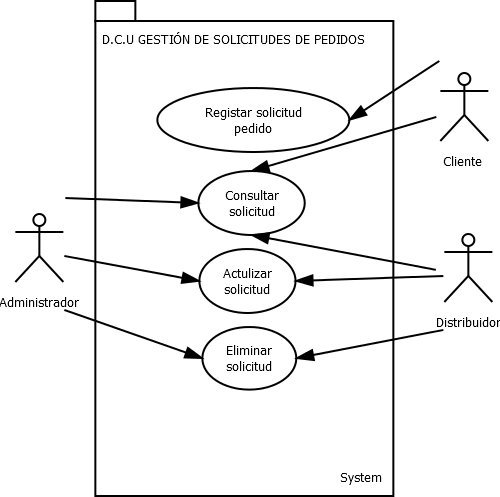 D.C.U GESTIÓN DE SOLICITUDES DE PEDIDOS
Registar solicitud
pedido
Cliente
Consultar
solicitud
Actulizar
solicitud
Administrador
Distribuidor
Eliminar
solicitud
System